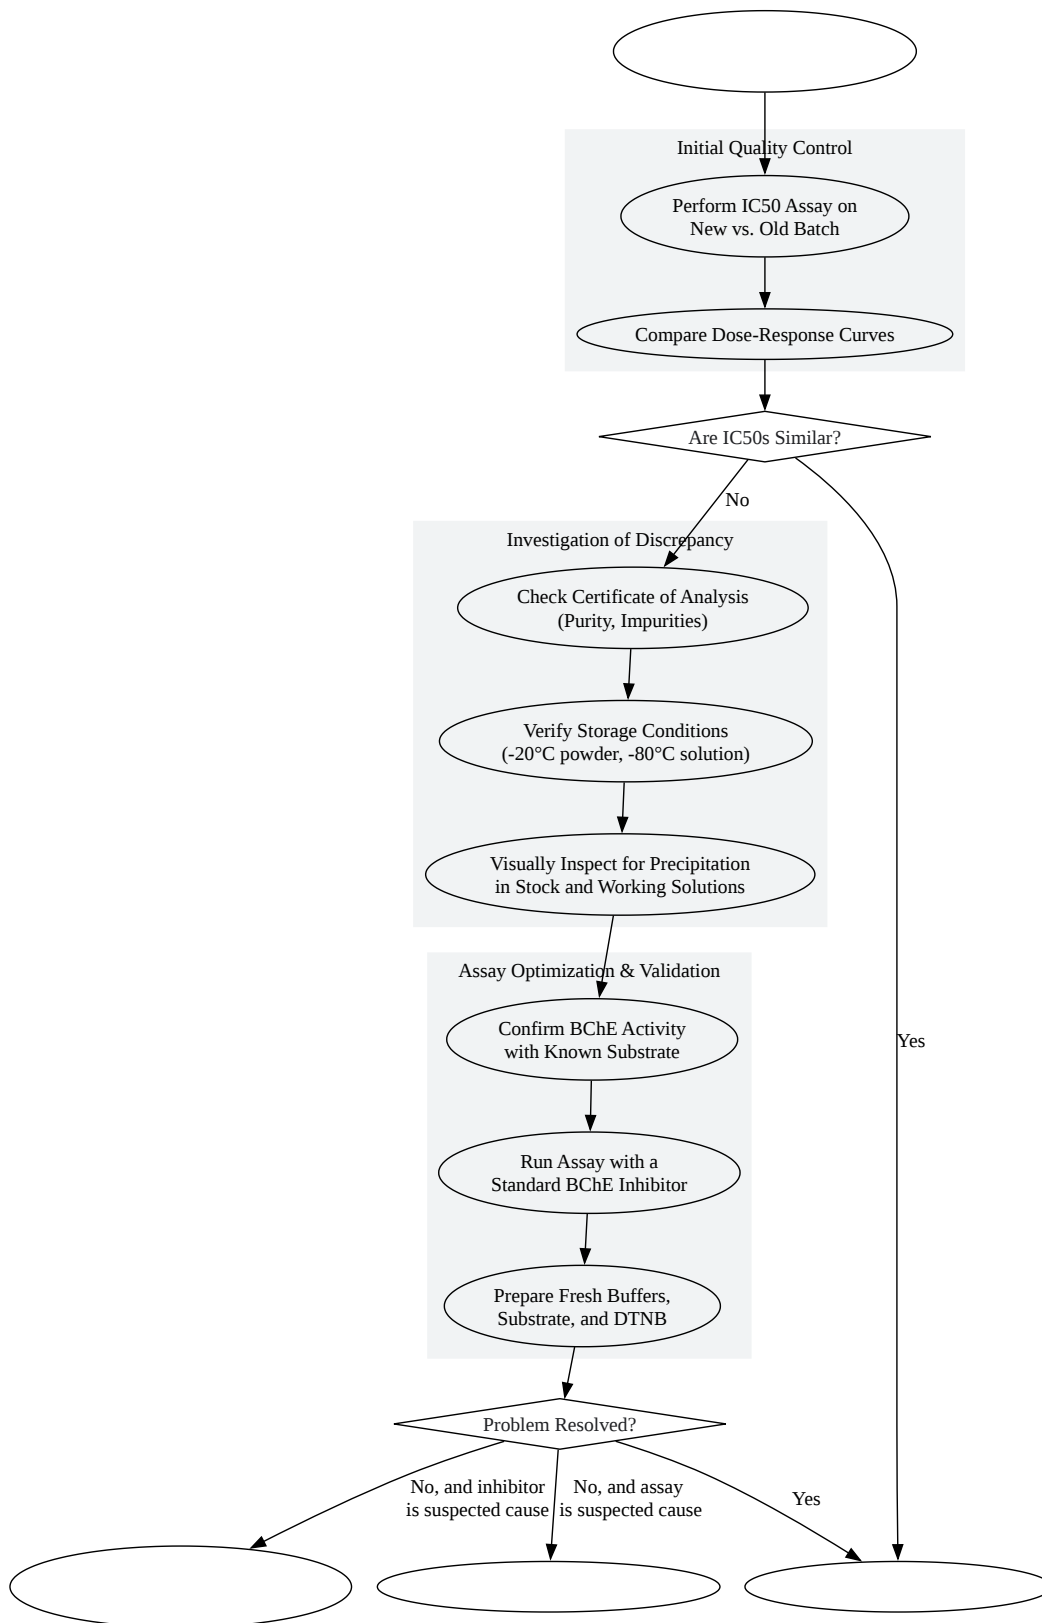 Initial Quality Control
Perform IC50 Assay on
New vs. Old Batch
Compare Dose-Response Curves
Are IC50s Similar?
No
Investigation of Discrepancy
Check Certificate of Analysis
(Purity, Impurities)
Verify Storage Conditions
(-20°C powder, -80°C solution)
Visually Inspect for Precipitation
in Stock and Working Solutions
Assay Optimization & Validation
Confirm BChE Activity
with Known Substrate
Yes
Run Assay with a
Standard BChE Inhibitor
Prepare Fresh Buffers,
Substrate, and DTNB
Problem Resolved?
No, and inhibitor
is suspected cause
No, and assay
is suspected cause
Yes